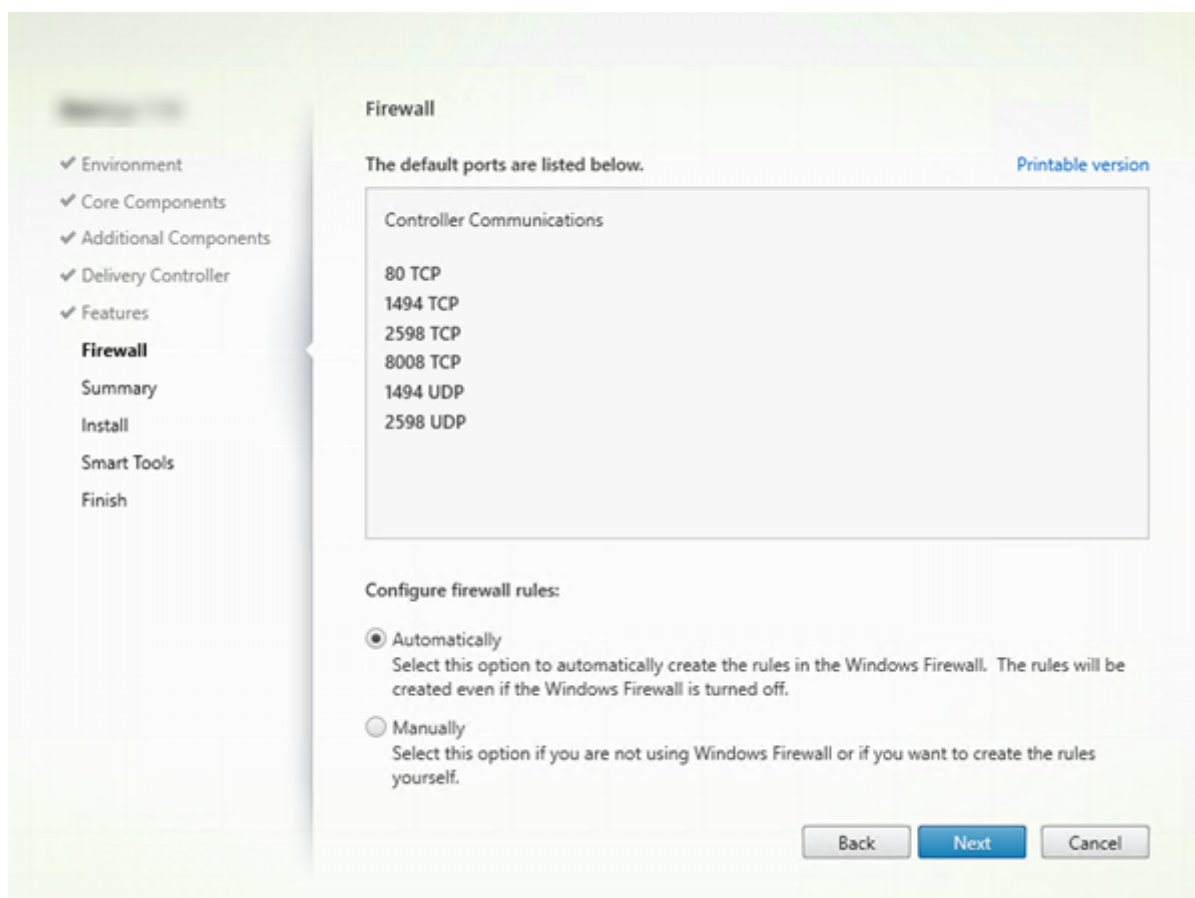 Environment
Core Components
Additional Components
Delivery Controller
Features
Firewall
Summary
Install
Smart Tools
Finish
Firewall
The default ports are listed below.
Printable version
Controller Communications
80 TCP
1494 TCP
2598 TCP
8008 TCP
1494 UDP
2598 UDP
Configure firewall rules:
Automatically
Select this option to automatically create the rules in the Windows Firewall.  The rules will be
created even if the Windows Firewall is turned off.
Manually
Select this option if you are not using Windows Firewall or if you want to create the rules
yourself.
Back
Next
Cancel